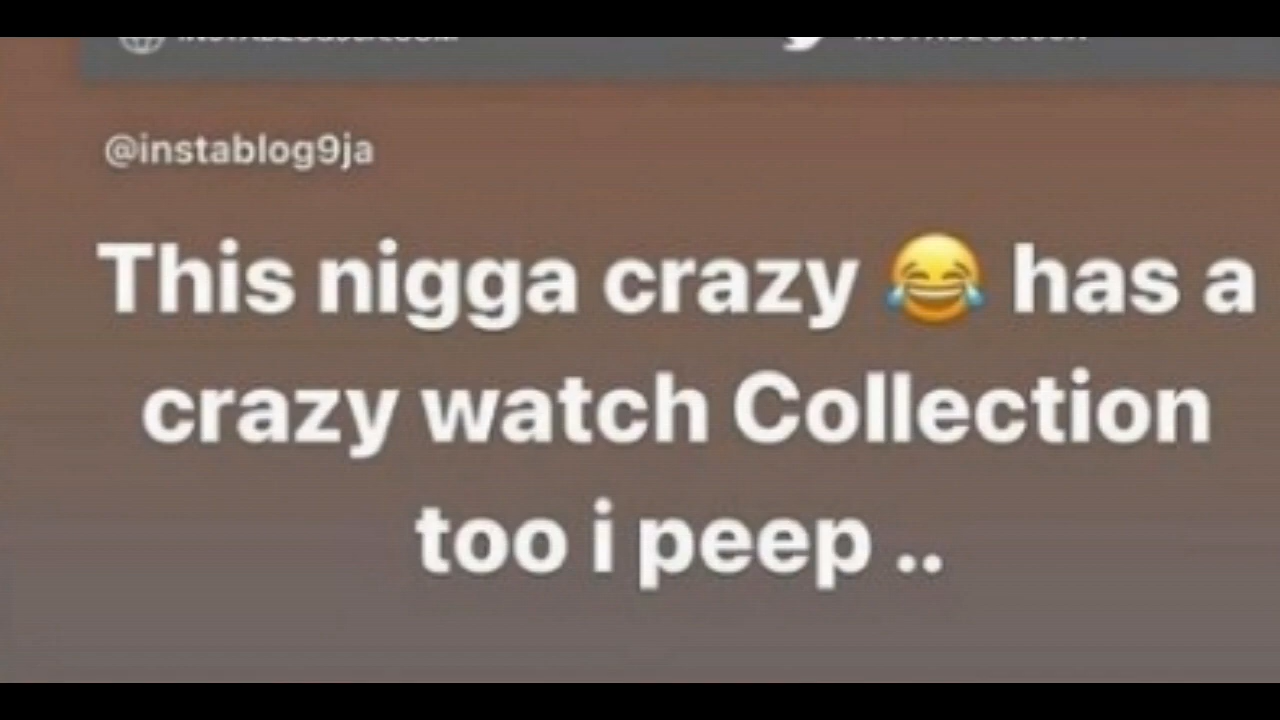 @instablog9ja
This nigga crazy 😂 has a
crazy watch Collection
too i peep ..